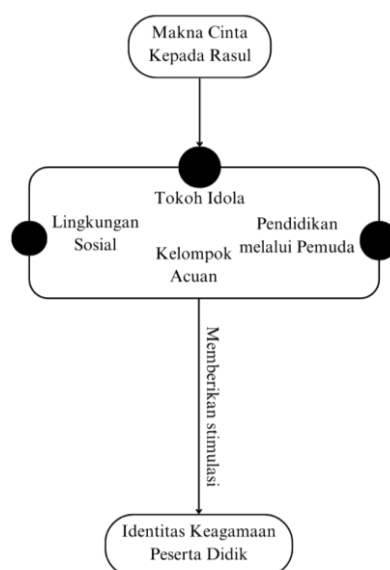 Makna Cinta
Kepada Rasul
Tokoh Idola
Lingkungan
Sosial
Pendidikan
melalui Pemuda
Kelompok
Acuan
Memberikan stimulasi
Identitas Keagamaan
Peserta Didik